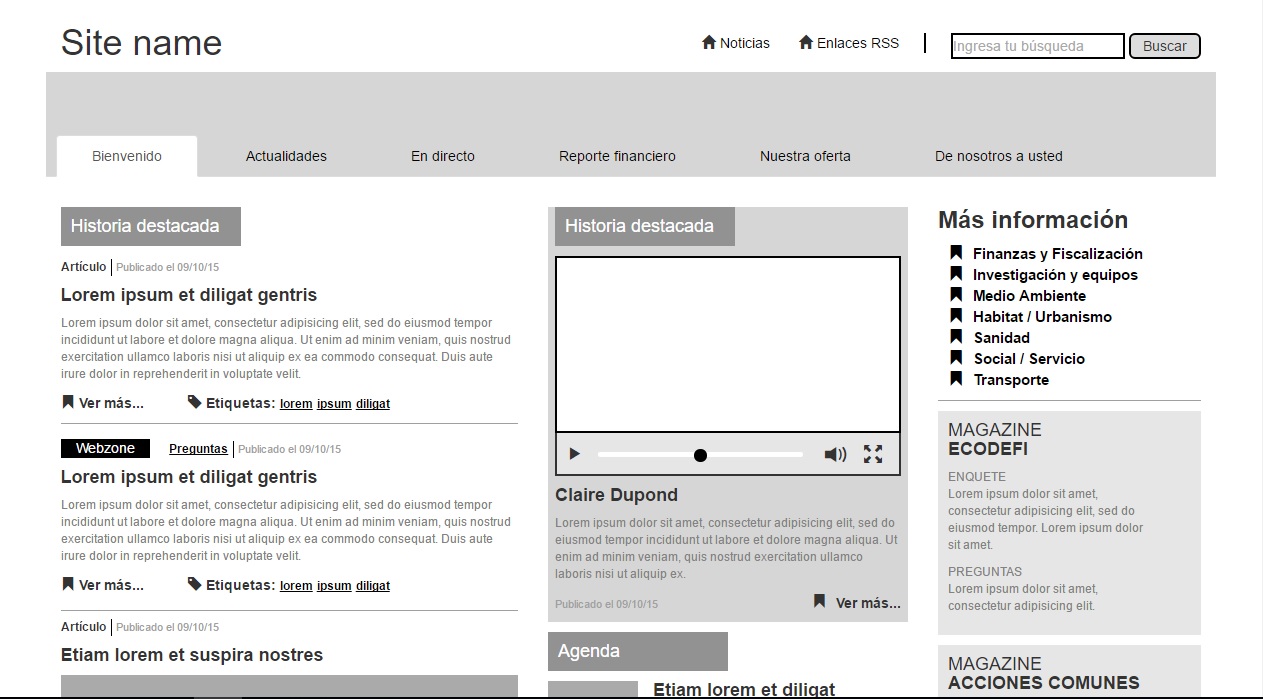 Site name
Noticias
Enlaces RSS
Ingresa tu búsqueda
Buscar
Bienvenido
Actualidades
En directo
Reporte financiero
Nuestra oferta
De nosotros a usted
Historia destacada
Artículo
Publicado el 09/10/15
Lorem ipsum et diligat gentris
Lorem ipsum dolor sit amet, consectetur adipisicing elit, sed do eiusmod tempor
incididunt ut labore et dolore magna aliqua. Ut enim ad minim veniam, quis nostrud
exercitation ullamco laboris nisi ut aliquip ex ea commodo consequat. Duis aute
irure dolor in reprehenderit in voluptate velit.
Ver más...
Etiquetas: lorem ipsum diligat
Webzone
Preguntas
Publicado el 09/10/15
Lorem ipsum et diligat gentris
Lorem ipsum dolor sit amet, consectetur adipisicing elit, sed do eiusmod tempor
incididunt ut labore et dolore magna aliqua. Ut enim ad minim veniam, quis nostrud
exercitation ullamco laboris nisi ut aliquip ex ea commodo consequat. Duis aute
irure dolor in reprehenderit in voluptate velit.
Ver más...
Etiquetas: lorem ipsum diligat
Artículo
Publicado el 09/10/15
Etiam lorem et suspira nostres
Historia destacada
Claire Dupond
Lorem ipsum dolor sit amet, consectetur adipisicing elit, sed do
eiusmod tempor incididunt ut labore et dolore magna aliqua. Ut
enim ad minim veniam, quis nostrud exercitation ullamco
laboris nisi ut aliquip ex.
Publicado el 09/10/15
Ver más...
Agenda
Etiam lorem et diligat
Más información
Finanzas y Fiscalización
Investigación y equipos
Medio Ambiente
Habitat / Urbanismo
Sanidad
Social / Servicio
Transporte
MAGAZINE
ECODEFI
ENQUETE
Lorem ipsum dolor sit amet,
consectetur adipisicing elit, sed do
eiusmod tempor. Lorem ipsum dolor
sit amet.
PREGUNTAS
Lorem ipsum dolor sit amet,
consectetur adipisicing elit.
MAGAZINE
ACCIONES COMUNES